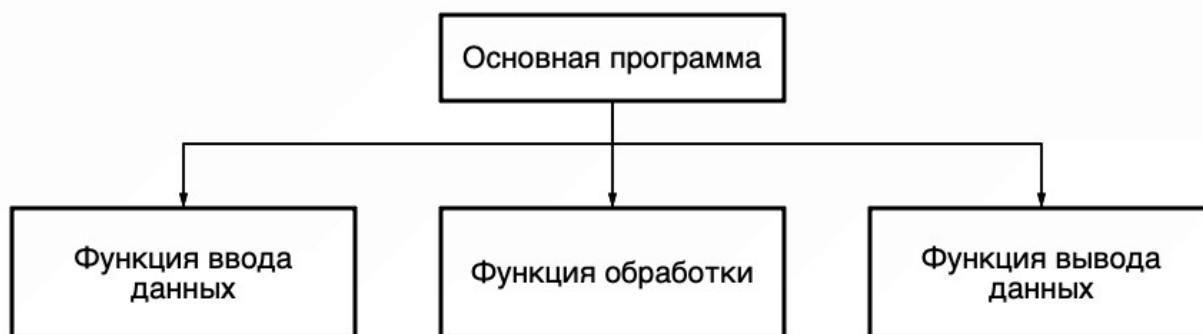 Основная программа
Функция ввода
данных
Функция обработки
Функция вывода
данных